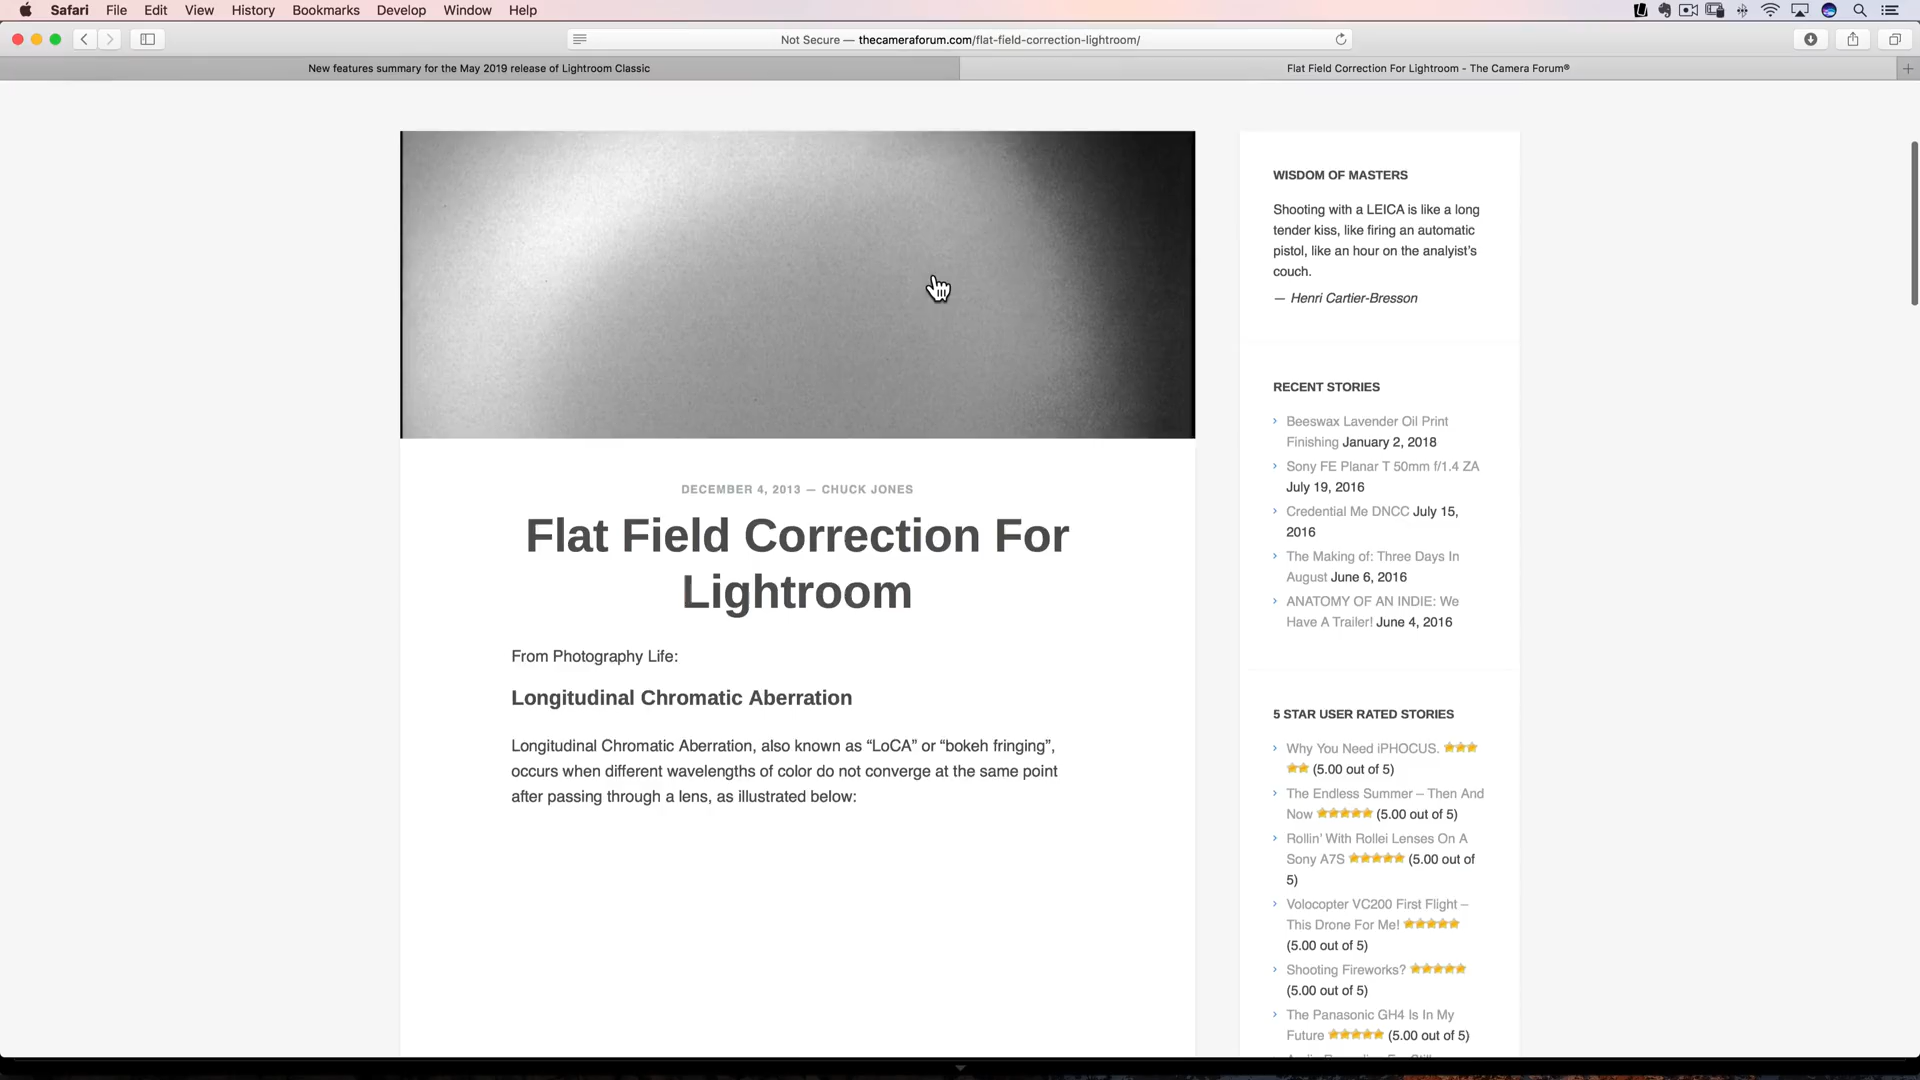 Safari File Edit View History Bookmarks Develop Window Help
Not Secure — thecameraforum.com/flat-field-correction-lightroom/
New features summary for the May 2019 release of Lightroom Classic
Flat Field Correction For Lightroom - The Camera Forum®
DECEMBER 4, 2013 — CHUCK JONES
Flat Field Correction For
Lightroom
From Photography Life:
Longitudinal Chromatic Aberration
Longitudinal Chromatic Aberration, also known as “LoCA” or “bokeh fringing”,
occurs when different wavelengths of color do not converge at the same point
after passing through a lens, as illustrated below:
WISDOM OF MASTERS
Shooting with a LEICA is like a long
tender kiss, like firing an automatic
pistol, like an hour on the analyist’s
couch.
— Henri Cartier-Bresson
RECENT STORIES
Beeswax Lavender Oil Print
Finishing January 2, 2018
Sony FE Planar T 50mm f/1.4 ZA
July 19, 2016
Credential Me DNCC July 15,
2016
The Making of: Three Days In
August June 6, 2016
ANATOMY OF AN INDIE: We
Have A Trailer! June 4, 2016
5 STAR USER RATED STORIES
Why You Need iPHOCUS.
(5.00 out of 5)
The Endless Summer – Then And
Now (5.00 out of 5)
Rollin’ With Rollei Lenses On A
Sony A7S (5.00 out of
5)
Volocopter VC200 First Flight –
This Drone For Me!
(5.00 out of 5)
Shooting Fireworks?
(5.00 out of 5)
The Panasonic GH4 Is In My
Future (5.00 out of 5)